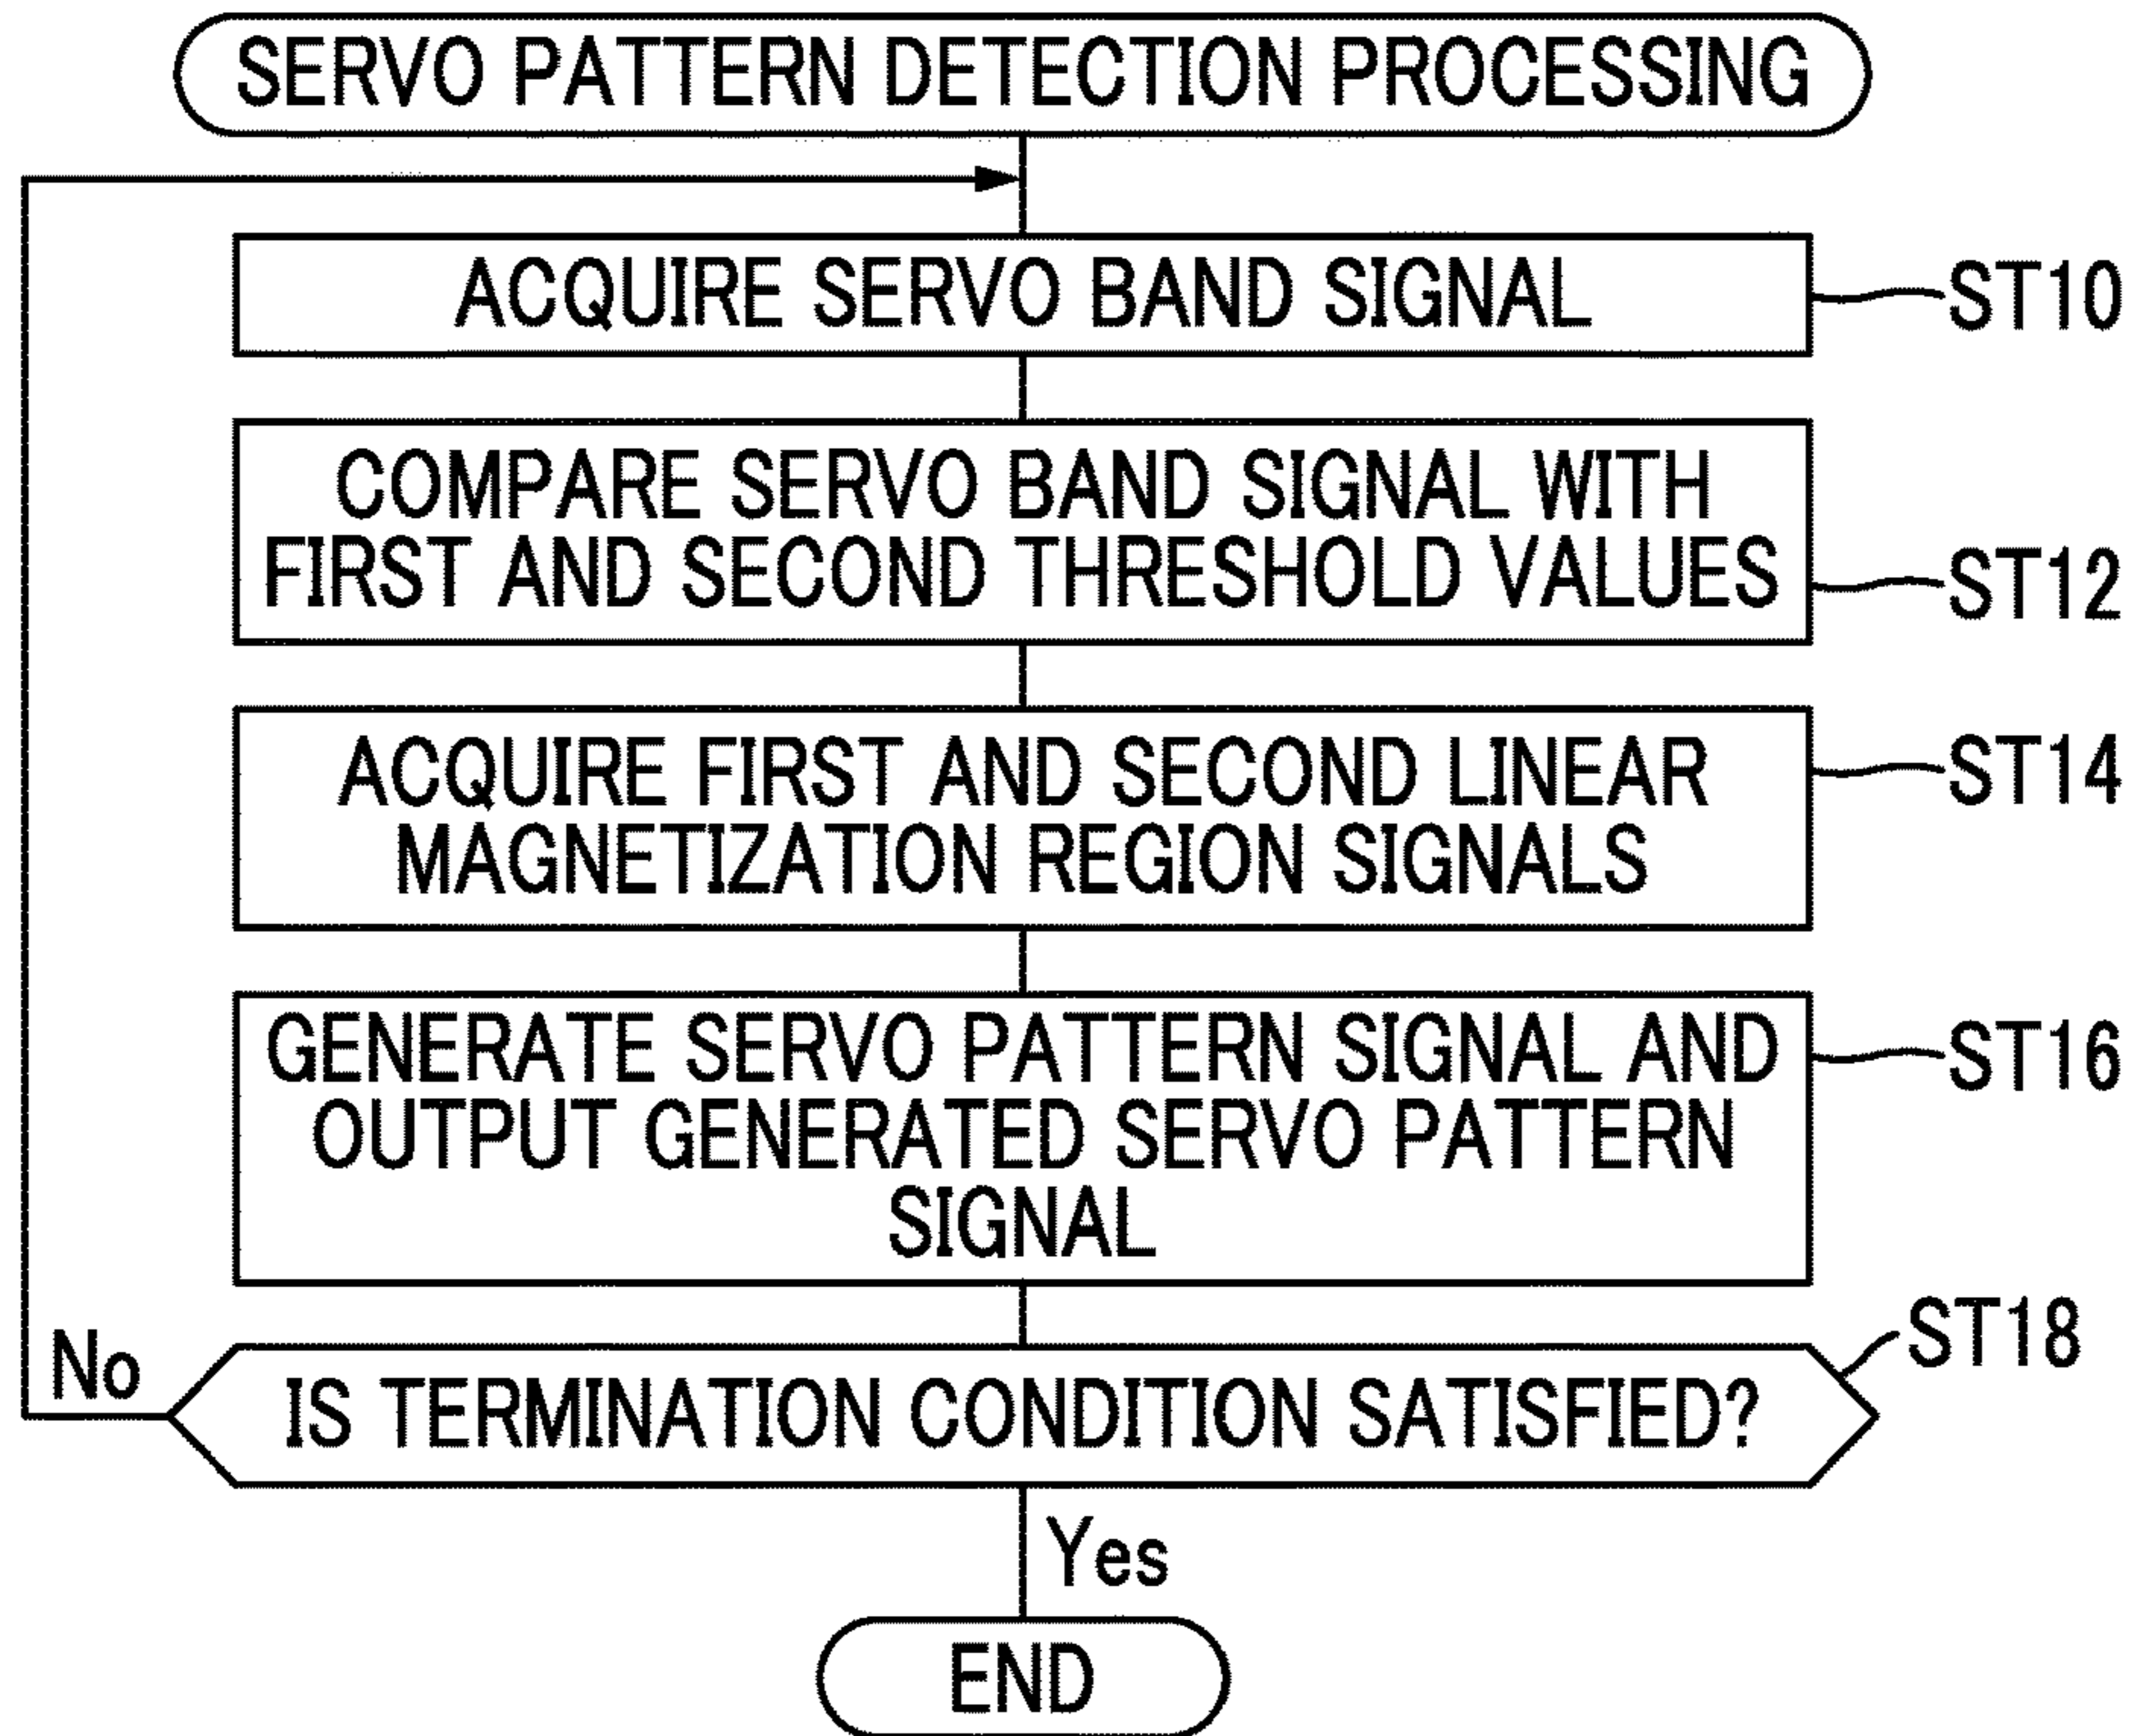 SERVO PATTERN DETECTION PROCESSING
ACQUIRE SERVO BAND SIGNAL
ST10
COMPARE SERVO BAND SIGNAL WITH
FIRST AND SECOND THRESHOLD VALUES
ST12
ACQUIRE FIRST AND SECOND LINEAR
MAGNETIZATION REGION SIGNALS
ST14
GENERATE SERVO PATTERN SIGNAL AND
OUTPUT GENERATED SERVO PATTERN
SIGNAL
ST16
No
IS TERMINATION CONDITION SATISFIED?
ST18
Yes
END